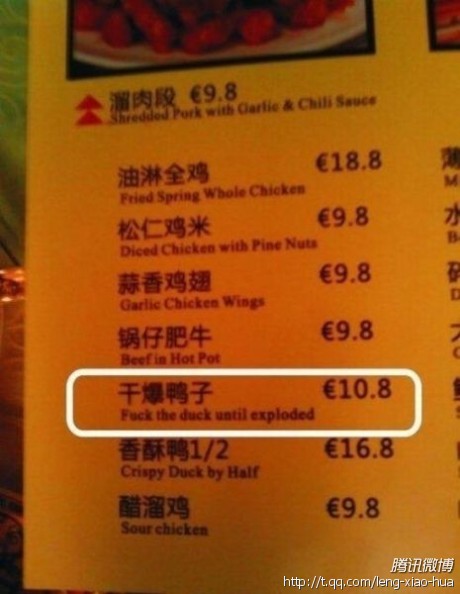 溜肉段 €9.8
Shredded Pork with Garlic & Chili Sauce
油淋全鸡 €18.8
Fried Spring Whole Chicken
松仁鸡米 €9.8
Diced Chicken with Pine Nuts
蒜香鸡翅 €9.8
Garlic Chicken Wings
锅仔肥牛 €9.8
Beef in Hot Pot
干爆鸭子 €10.8
Fuck the duck until exploded
香酥鸭1/2 €16.8
Crispy Duck by Half
醋溜鸡 €9.8
Sour chicken
腾讯微博
http://t.qq.com/leng-xiao-hua